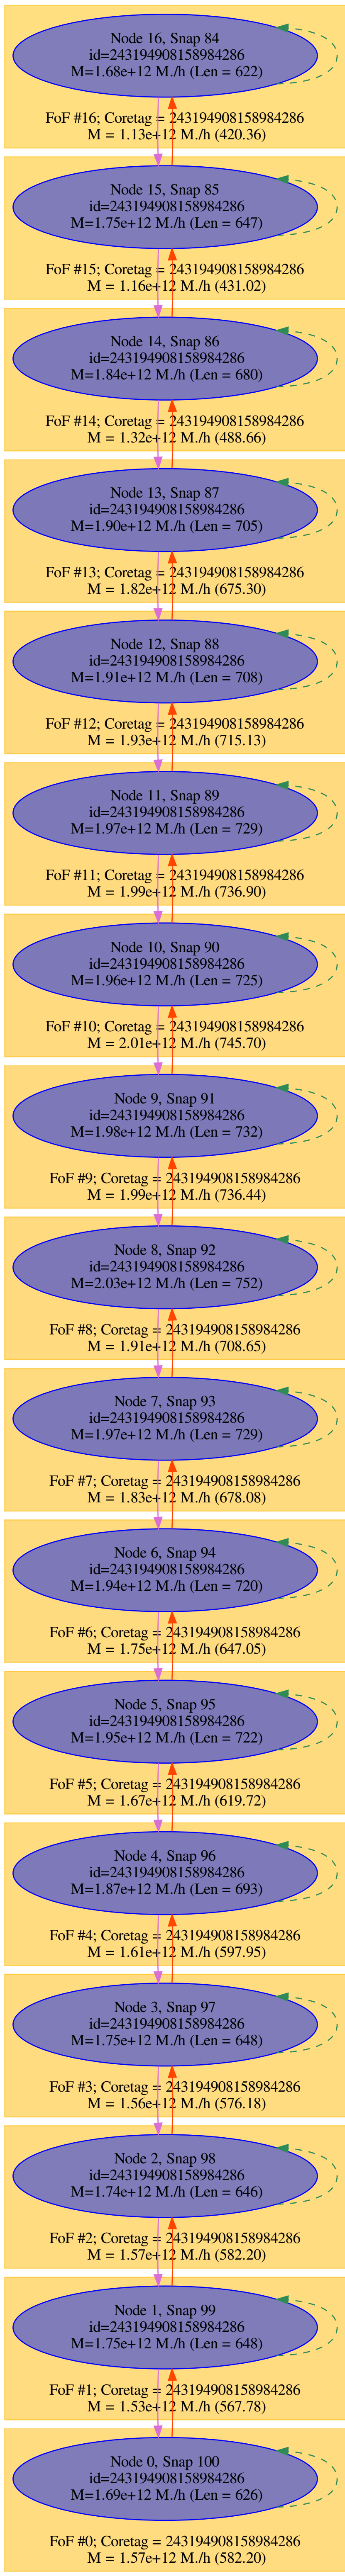 Node 16, Snap 84
id=243194908158984286
M=1.68e+12 M./h (Len = 622)
FoF #16; Coretag = 243194908158984286
M = 1.13e+12 M./h (420.36)
Node 15, Snap 85
id=243194908158984286
M=1.75e+12 M./h (Len = 647)
FoF #15; Coretag = 243194908158984286
M = 1.16e+12 M./h (431.02)
Node 14, Snap 86
id=243194908158984286
M=1.84e+12 M./h (Len = 680)
FoF #14; Coretag = 243194908158984286
M = 1.32e+12 M./h (488.66)
Node 13, Snap 87
id=243194908158984286
M=1.90e+12 M./h (Len = 705)
FoF #13; Coretag = 243194908158984286
M = 1.82e+12 M./h (675.30)
Node 12, Snap 88
id=243194908158984286
M=1.91e+12 M./h (Len = 708)
FoF #12; Coretag = 243194908158984286
M = 1.93e+12 M./h (715.13)
Node 11, Snap 89
id=243194908158984286
M=1.97e+12 M./h (Len = 729)
FoF #11; Coretag = 243194908158984286
M = 1.99e+12 M./h (736.90)
Node 10, Snap 90
id=243194908158984286
M=1.96e+12 M./h (Len = 725)
FoF #10; Coretag = 243194908158984286
M = 2.01e+12 M./h (745.70)
Node 9, Snap 91
id=243194908158984286
M=1.98e+12 M./h (Len = 732)
FoF #9; Coretag = 243194908158984286
M = 1.99e+12 M./h (736.44)
Node 8, Snap 92
id=243194908158984286
M=2.03e+12 M./h (Len = 752)
FoF #8; Coretag = 243194908158984286
M = 1.91e+12 M./h (708.65)
Node 7, Snap 93
id=243194908158984286
M=1.97e+12 M./h (Len = 729)
FoF #7; Coretag = 243194908158984286
M = 1.83e+12 M./h (678.08)
Node 6, Snap 94
id=243194908158984286
M=1.94e+12 M./h (Len = 720)
FoF #6; Coretag = 243194908158984286
M = 1.75e+12 M./h (647.05)
Node 5, Snap 95
id=243194908158984286
M=1.95e+12 M./h (Len = 722)
FoF #5; Coretag = 243194908158984286
M = 1.67e+12 M./h (619.72)
Node 4, Snap 96
id=243194908158984286
M=1.87e+12 M./h (Len = 693)
FoF #4; Coretag = 243194908158984286
M = 1.61e+12 M./h (597.95)
Node 3, Snap 97
id=243194908158984286
M=1.75e+12 M./h (Len = 648)
FoF #3; Coretag = 243194908158984286
M = 1.56e+12 M./h (576.18)
Node 2, Snap 98
id=243194908158984286
M=1.74e+12 M./h (Len = 646)
FoF #2; Coretag = 243194908158984286
M = 1.57e+12 M./h (582.20)
Node 1, Snap 99
id=243194908158984286
M=1.75e+12 M./h (Len = 648)
FoF #1; Coretag = 243194908158984286
M = 1.53e+12 M./h (567.78)
Node 0, Snap 100
id=243194908158984286
M=1.69e+12 M./h (Len = 626)
FoF #0; Coretag = 243194908158984286
M = 1.57e+12 M./h (582.20)